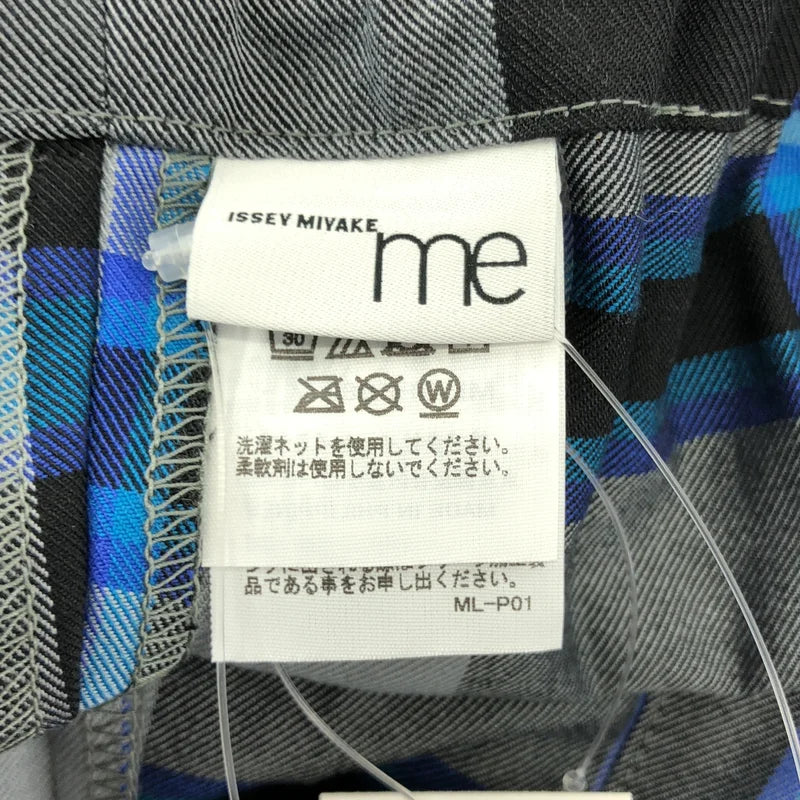 ISSEY MIYAKE
me
30
W
洗濯ネットを使用してください。
柔軟剤は使用しないでください。
品である事をお申し出ください。
ML-P01